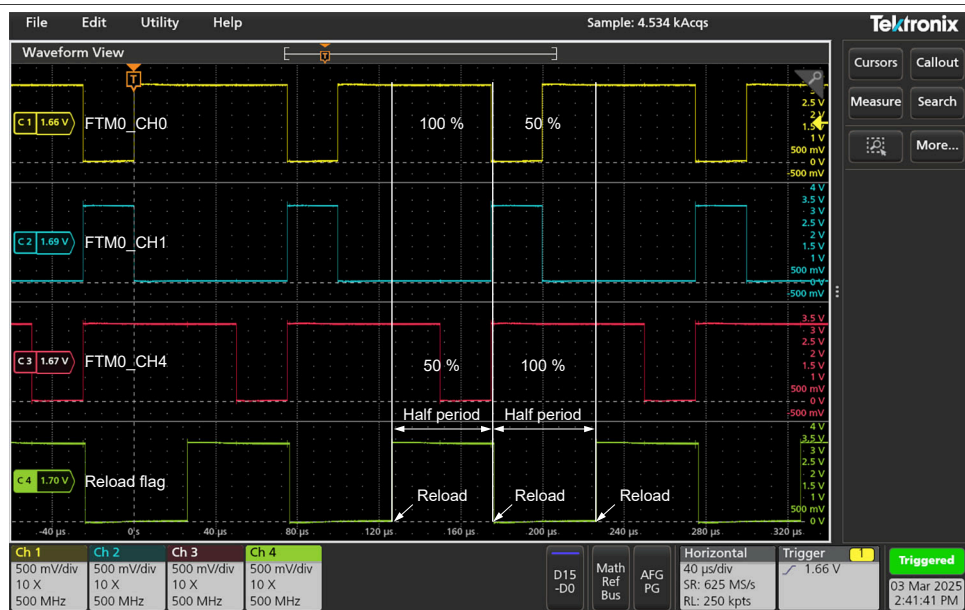 File Edit Utility Help Sample: 4.534 kAcqs Tektronix
Waveform View
Cursors Callout
Measure Search
More...
T
T
C 1 1.66 V FTM0_CH0 100 % 50 %
2.5 V
2 V
1.5 V
1 V
500 mV
0 V
-500 mV
C 2 1.69 V FTM0_CH1
4 V
3.5 V
3 V
2.5 V
2 V
1.5 V
1 V
500 mV
0 V
-500 mV
C 3 1.67 V FTM0_CH4 50 % 100 %
3.5 V
3 V
2.5 V
2 V
1.5 V
1 V
500 mV
0 V
-500 mV
Half period Half period
C 4 1.70 V Reload flag
Reload Reload Reload
4 V
3.5 V
3 V
2.5 V
2 V
1.5 V
1 V
500 mV
0 V
-40 µs 0 s 40 µs 80 µs 120 µs 160 µs 200 µs 240 µs 280 µs 320 µs
Ch 1 Ch 2 Ch 3 Ch 4
500 mV/div 500 mV/div 500 mV/div 500 mV/div
10 X 10 X 10 X 10 X
500 MHz 500 MHz 500 MHz 500 MHz
D15
-D0
Math
Ref
Bus
AFG
PG
Horizontal
40 µs/div
SR: 625 MS/s
RL: 250 kpts
Trigger 1
1.66 V
Triggered
03 Mar 2025
2:41:41 PM